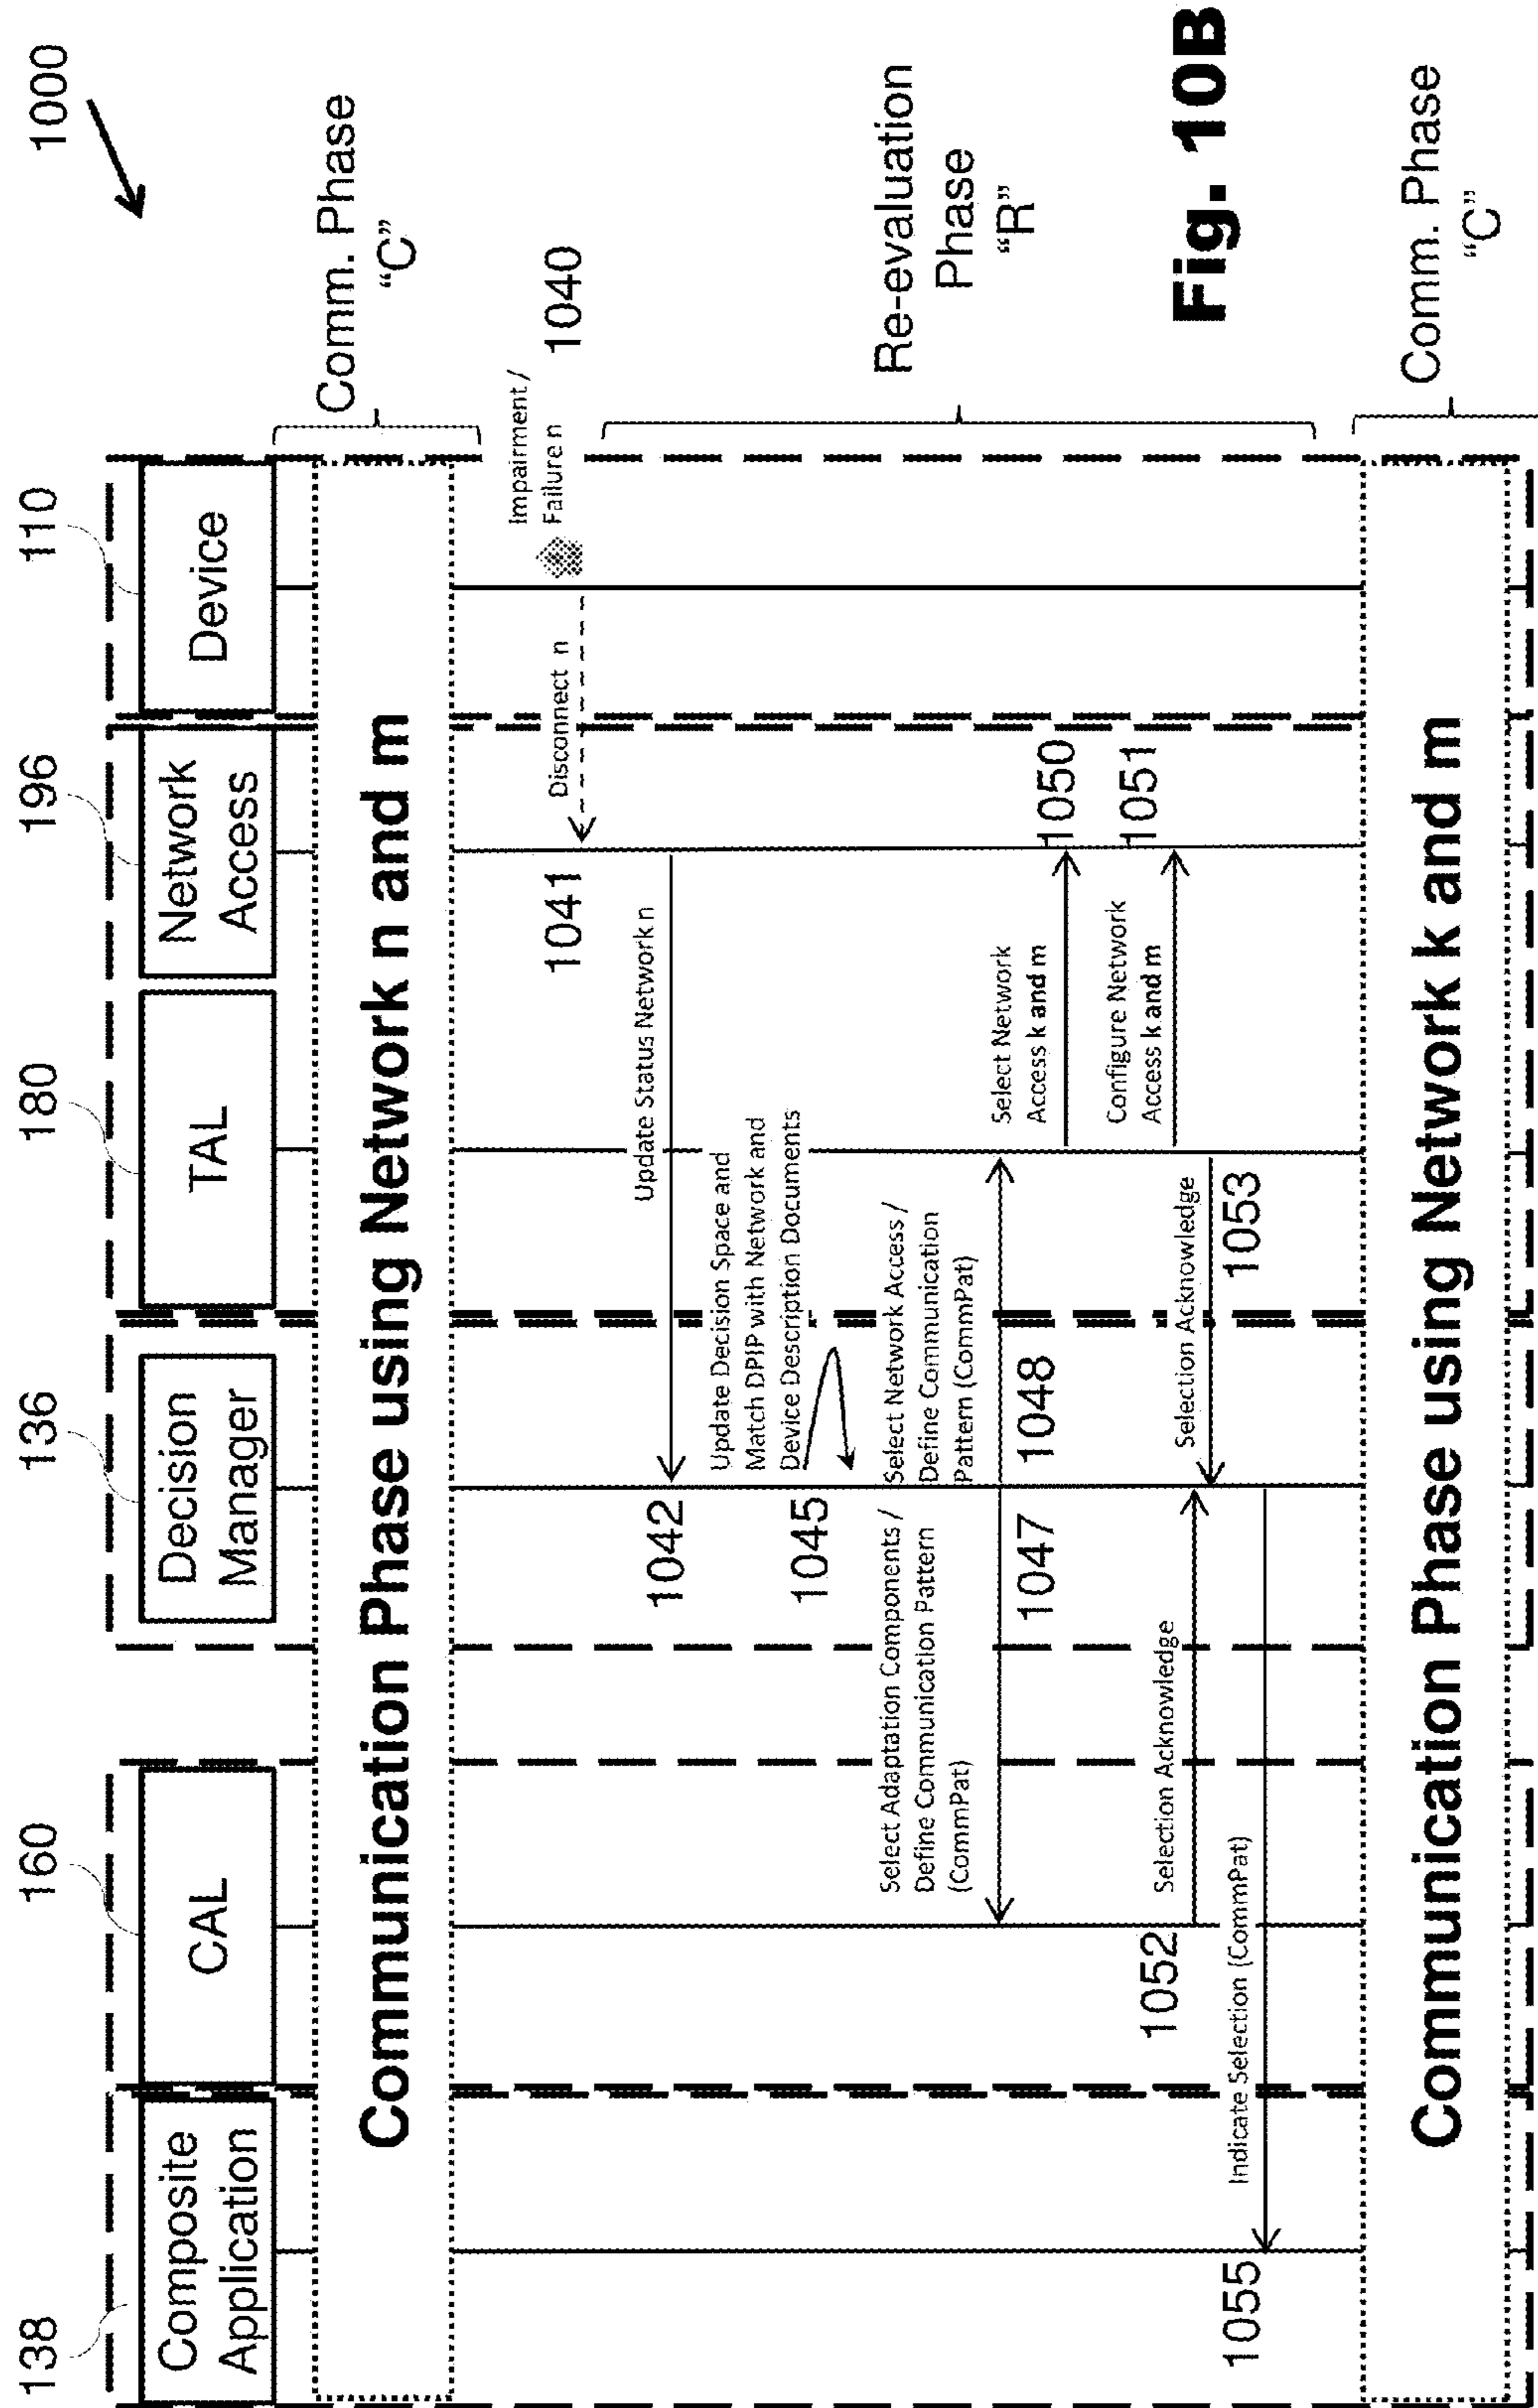 1000
138
160
136
180
196
110
Composite
Application
CAL
Decision
Manager
TAL
Network
Access
Device
Communication Phase using Network n and m
Comm. Phase
“C”
Impairment /
Failure n
1040
Disconnect n
1041
Update Status Network n
1042
Update Decision Space and
Match DPIP with Network and
Device Description Documents
1045
Select Adaptation Components /
Define Communication Pattern
(CommPat)
1047
Select Network Access /
Define Communication
Pattern (CommPat)
1048
Select Network
Access k and m
1050
Configure Network
Access k and m
1051
Selection Acknowledge
1052
Selection Acknowledge
1053
Indicate Selection (CommPat)
1055
Re-evaluation
Phase
“R”
Fig. 10B
Communication Phase using Network k and m
Comm. Phase
“C”